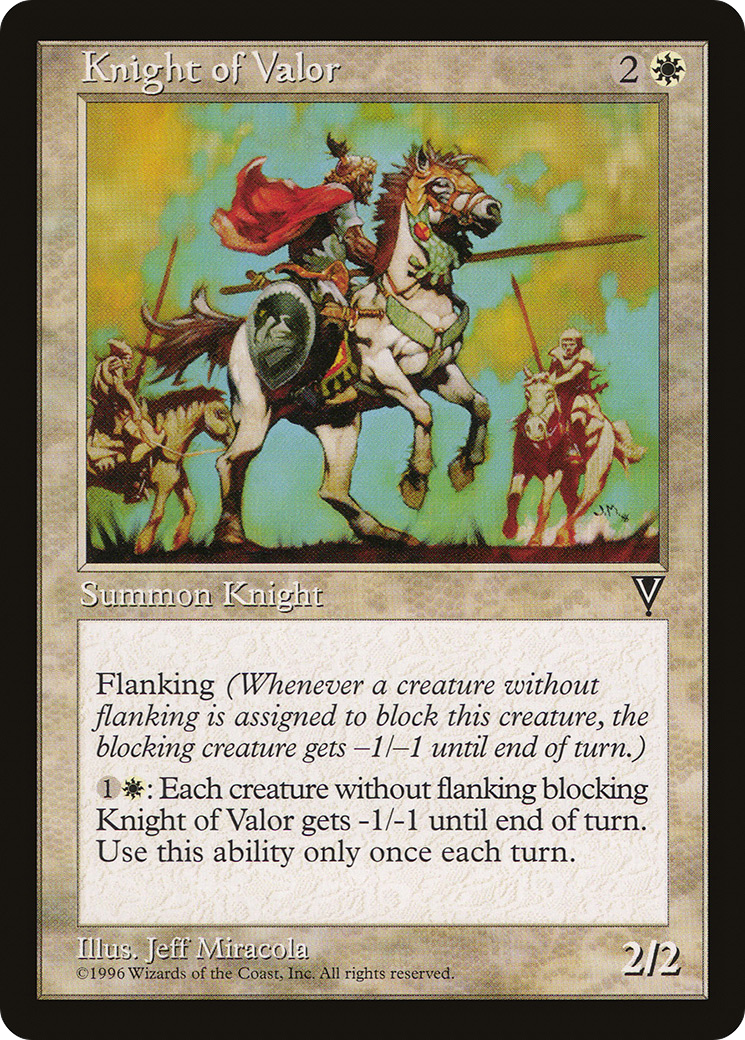 Knight of Valor 2
J.M.
Summon Knight
Flanking (Whenever a creature without
flanking is assigned to block this creature, the
blocking creature gets –1/–1 until end of turn.)
1: Each creature without flanking blocking
Knight of Valor gets -1/-1 until end of turn.
Use this ability only once each turn.
Illus. Jeff Miracola
©1996 Wizards of the Coast, Inc. All rights reserved.
2/2